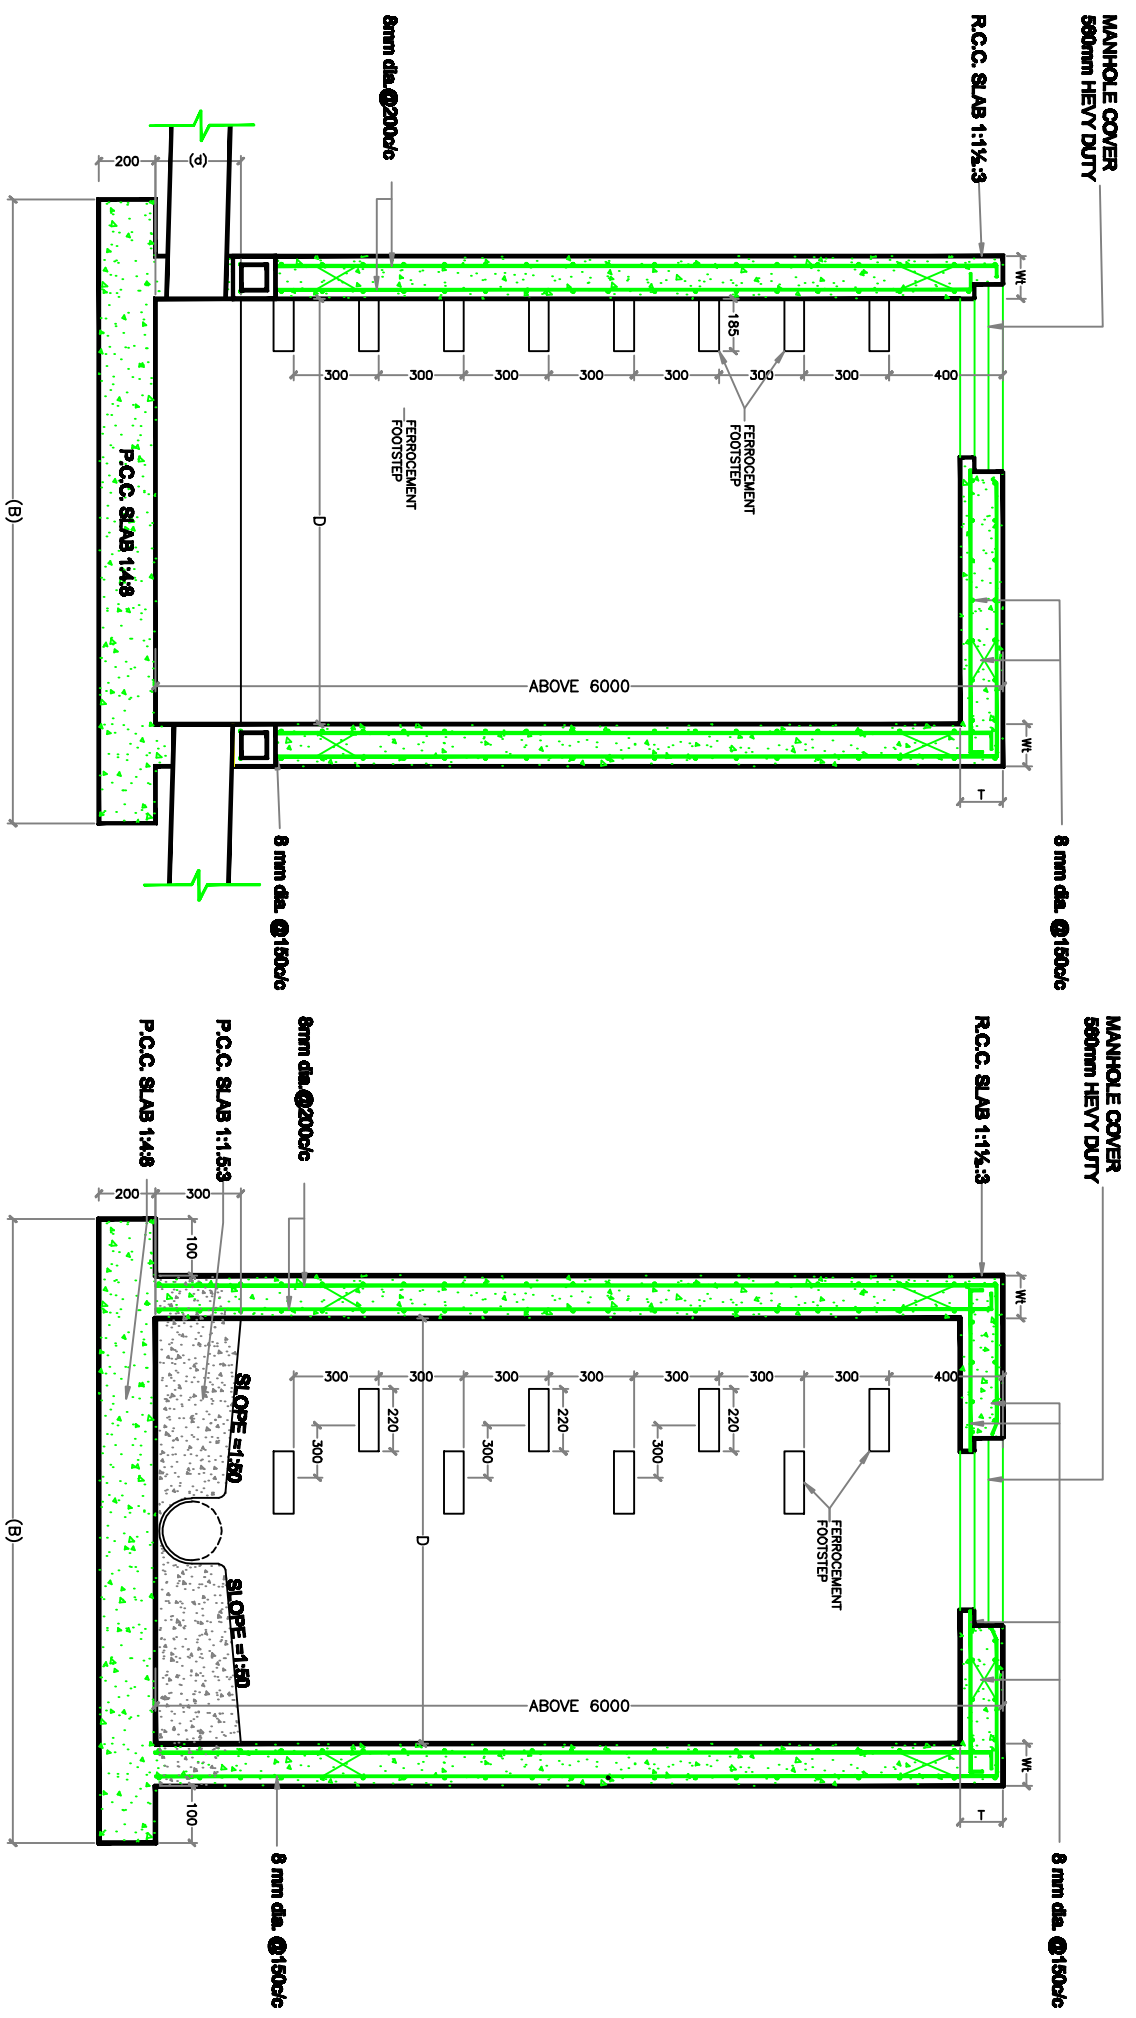 MANHOLE COVER
560mm HEVY DUTY
R.C.C. SLAB 1:1½:3
8mm dia.@200c/c
Wt
400
300
300
300
300
300
300
300
185
FERROCEMENT
FOOTSTEP
FERROCEMENT
FOOTSTEP
D
ABOVE 6000
Wt
T
8 mm dia. @150c/c
8 mm dia. @150c/c
(d)
200
P.C.C. SLAB 1:4:8
(B)
MANHOLE COVER
560mm HEVY DUTY
R.C.C. SLAB 1:1½:3
8mm dia.@200c/c
P.C.C. SLAB 1:1.5:3
P.C.C. SLAB 1:4:8
Wt
400
300
300
300
300
300
300
300
220
220
220
300
300
300
FERROCEMENT
FOOTSTEP
D
ABOVE 6000
SLOPE =1:50
SLOPE =1:50
300
200
100
100
Wt
T
8 mm dia. @150c/c
8 mm dia. @150c/c
(B)